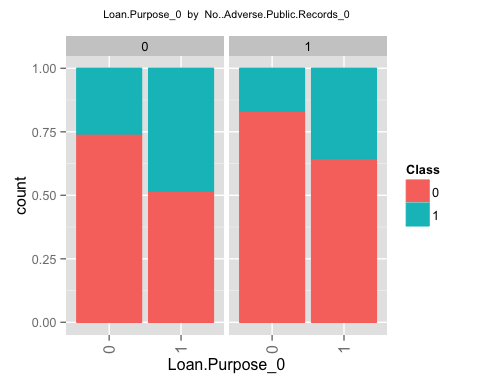 Loan.Purpose_0 by No..Adverse.Public.Records_0
0 1
1.00
0.75
0.50
0.25
0.00
count
0 1 0 1
Loan.Purpose_0
Class
0
1